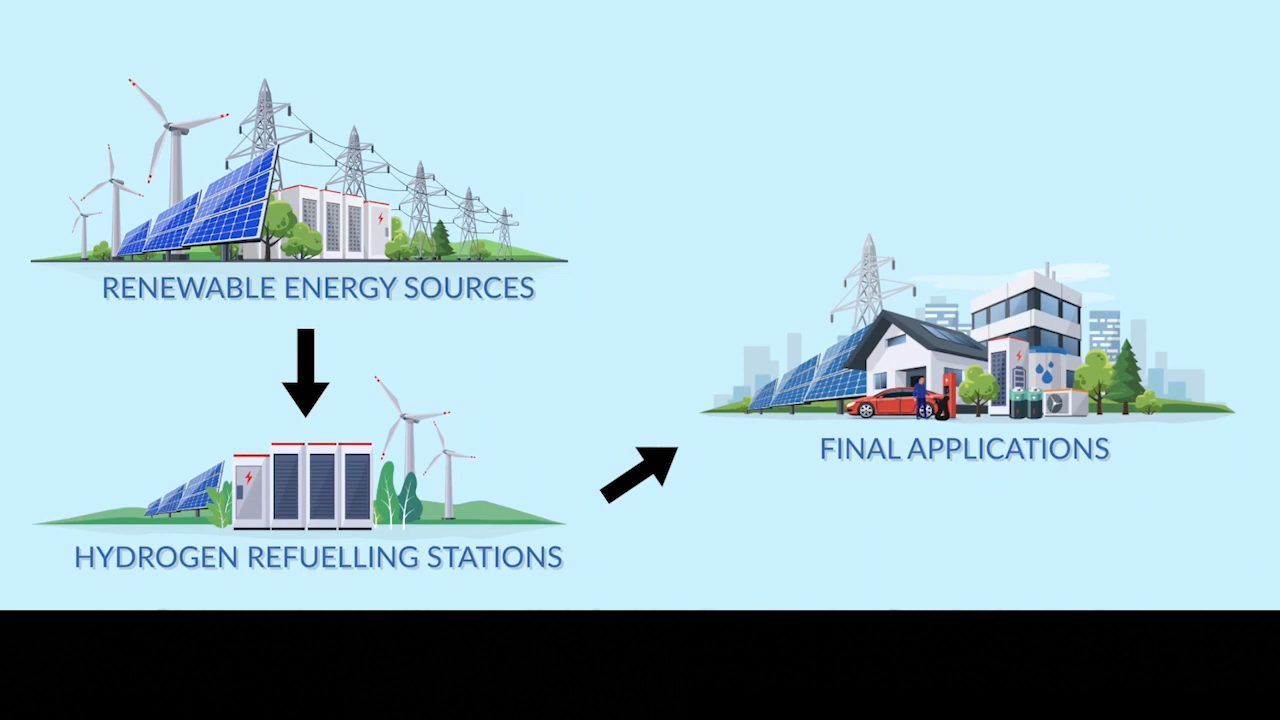 RENEWABLE ENERGY SOURCES
HYDROGEN REFUELLING STATIONS
FINAL APPLICATIONS